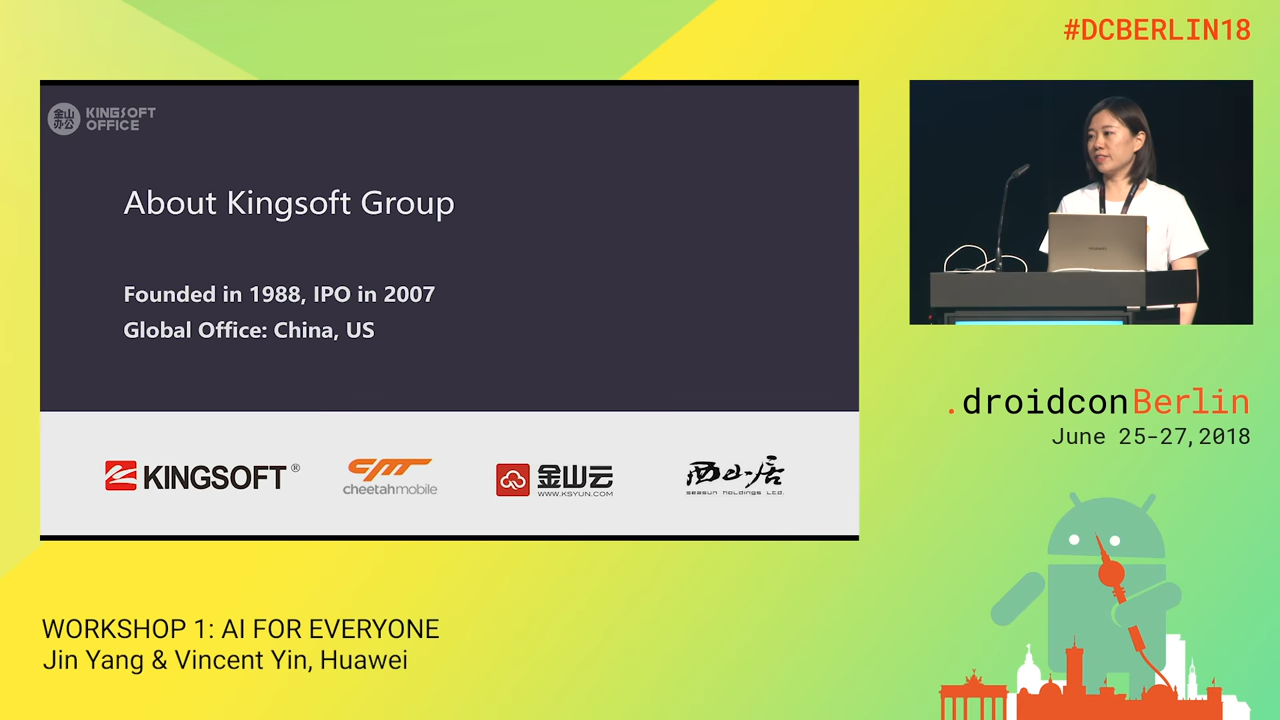 #DCBERLIN18
金山
办公
KINGSOFT
OFFICE
About Kingsoft Group
Founded in 1988, IPO in 2007
Global Office: China, US
KINGSOFT®
cheetahmobile
金山云
WWW.KSYUN.COM
西山居
seasun holdings LTD.
.droidconBerlin
June 25-27, 2018
WORKSHOP 1: AI FOR EVERYONE
Jin Yang & Vincent Yin, Huawei